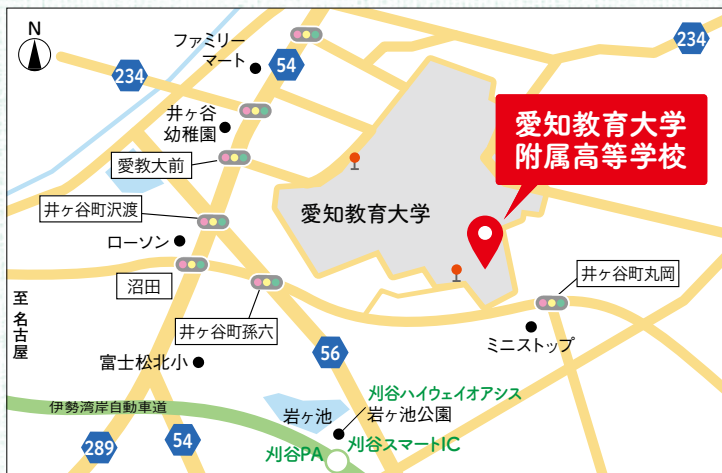 N
ファミリー
マート
54
234
234
井ヶ谷
幼稚園
愛教大前
愛知教育大学
附属高等学校
井ヶ谷町沢渡
愛知教育大学
ローソン
沼田
井ヶ谷町丸岡
至 名古屋
井ヶ谷町孫六
ミニストップ
富士松北小
56
刈谷ハイウェイオアシス
伊勢湾岸自動車道
岩ヶ池
岩ヶ池公園
289
54
刈谷PA
刈谷スマートIC